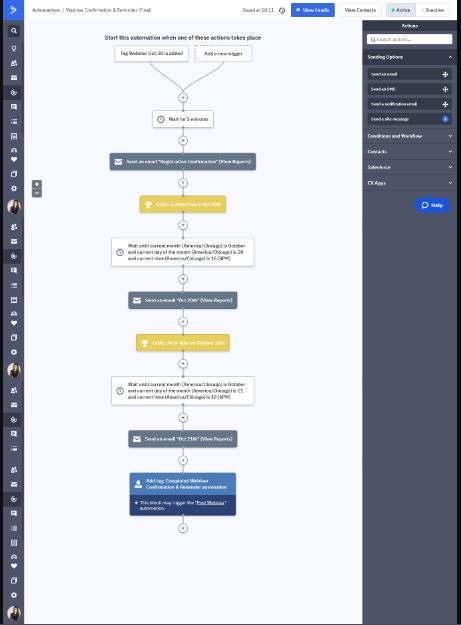 Automations / Webinar Confirmation & Reminder (Final)
Saved at 18:11
View Emails
View Contacts
Active
Inactive
Start this automation when one of these actions takes place
Tag Webinar Oct/20 is added
Add a new trigger
Wait for 5 minutes
Send an email "Registration Confirmation" (View Reports)
GOAL: Current Day is Oct 20th
Wait until current month (America/Chicago) is October
and current day of the month (America/Chicago) is 20
and current time (America/Chicago) is 16 (4PM)
Send an email "Oct 20th" (View Reports)
GOAL: After 4pm on October
Wait until current month (America/Chicago) is October
and current day of the month (America/Chicago) is 21
and current time (America/Chicago) is
Send an email "Oct 21st" (View Reports)
Add tag: Completed Webinar
Confirmation & Reminder automation
This block may trigger the "Post Webinar"
automation.
Actions
Search actions...
Sending Options
Send an email
Send an SMS
Send a notification email
Send a site message
Conditions and Workflow
Contacts
Salesforce
CX Apps
Help